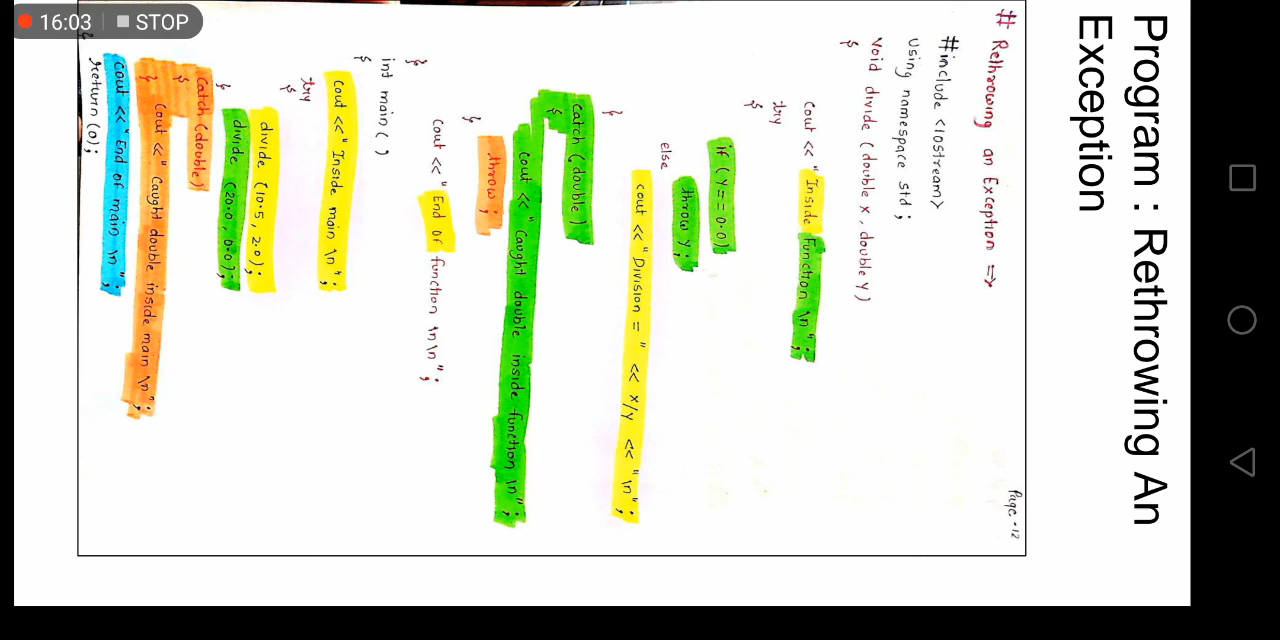 16:03 STOP
Program : Rethrowing An
Exception
Page - 12
# Rethrowing an Exception =>
#include <iostream>
using namespace std ;
Void divide ( double x , double y )
{
cout << "Inside Function \n";
try
{
if ( y == 0.0)
throw y;
else
cout << "Division = " << x/y << "\n";
}
catch (double)
{
cout << " Caught double inside function \n";
throw ;
}
Cout << " End Of function \n\n";
}
int main ( )
{
cout << " Inside main \n";
try
{
divide (10.5, 2.0);
divide (20.0, 0.0);
}
catch (double)
{
Cout << " Caught double inside main \n";
}
cout << "End of main \n";
return (0);
}